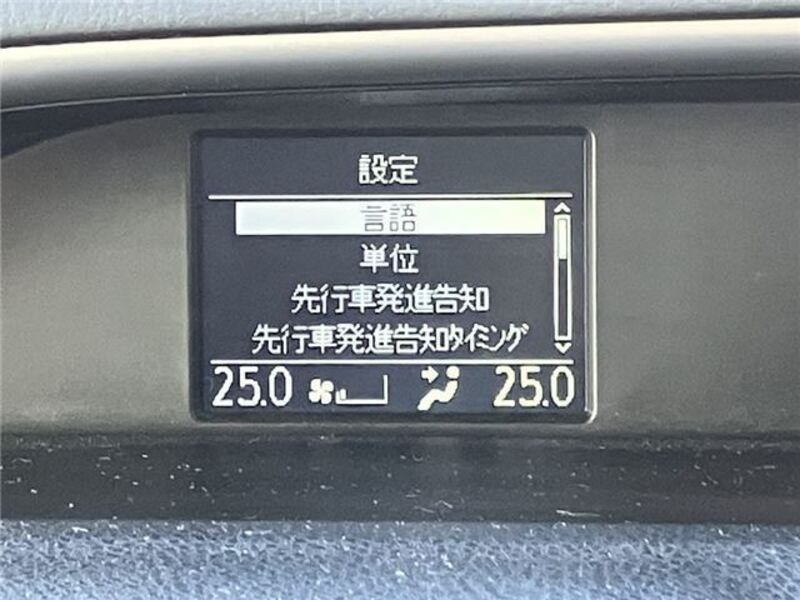 設定
言語
単位
先行車発進告知
先行車発進告知タイミング
25.0 25.0